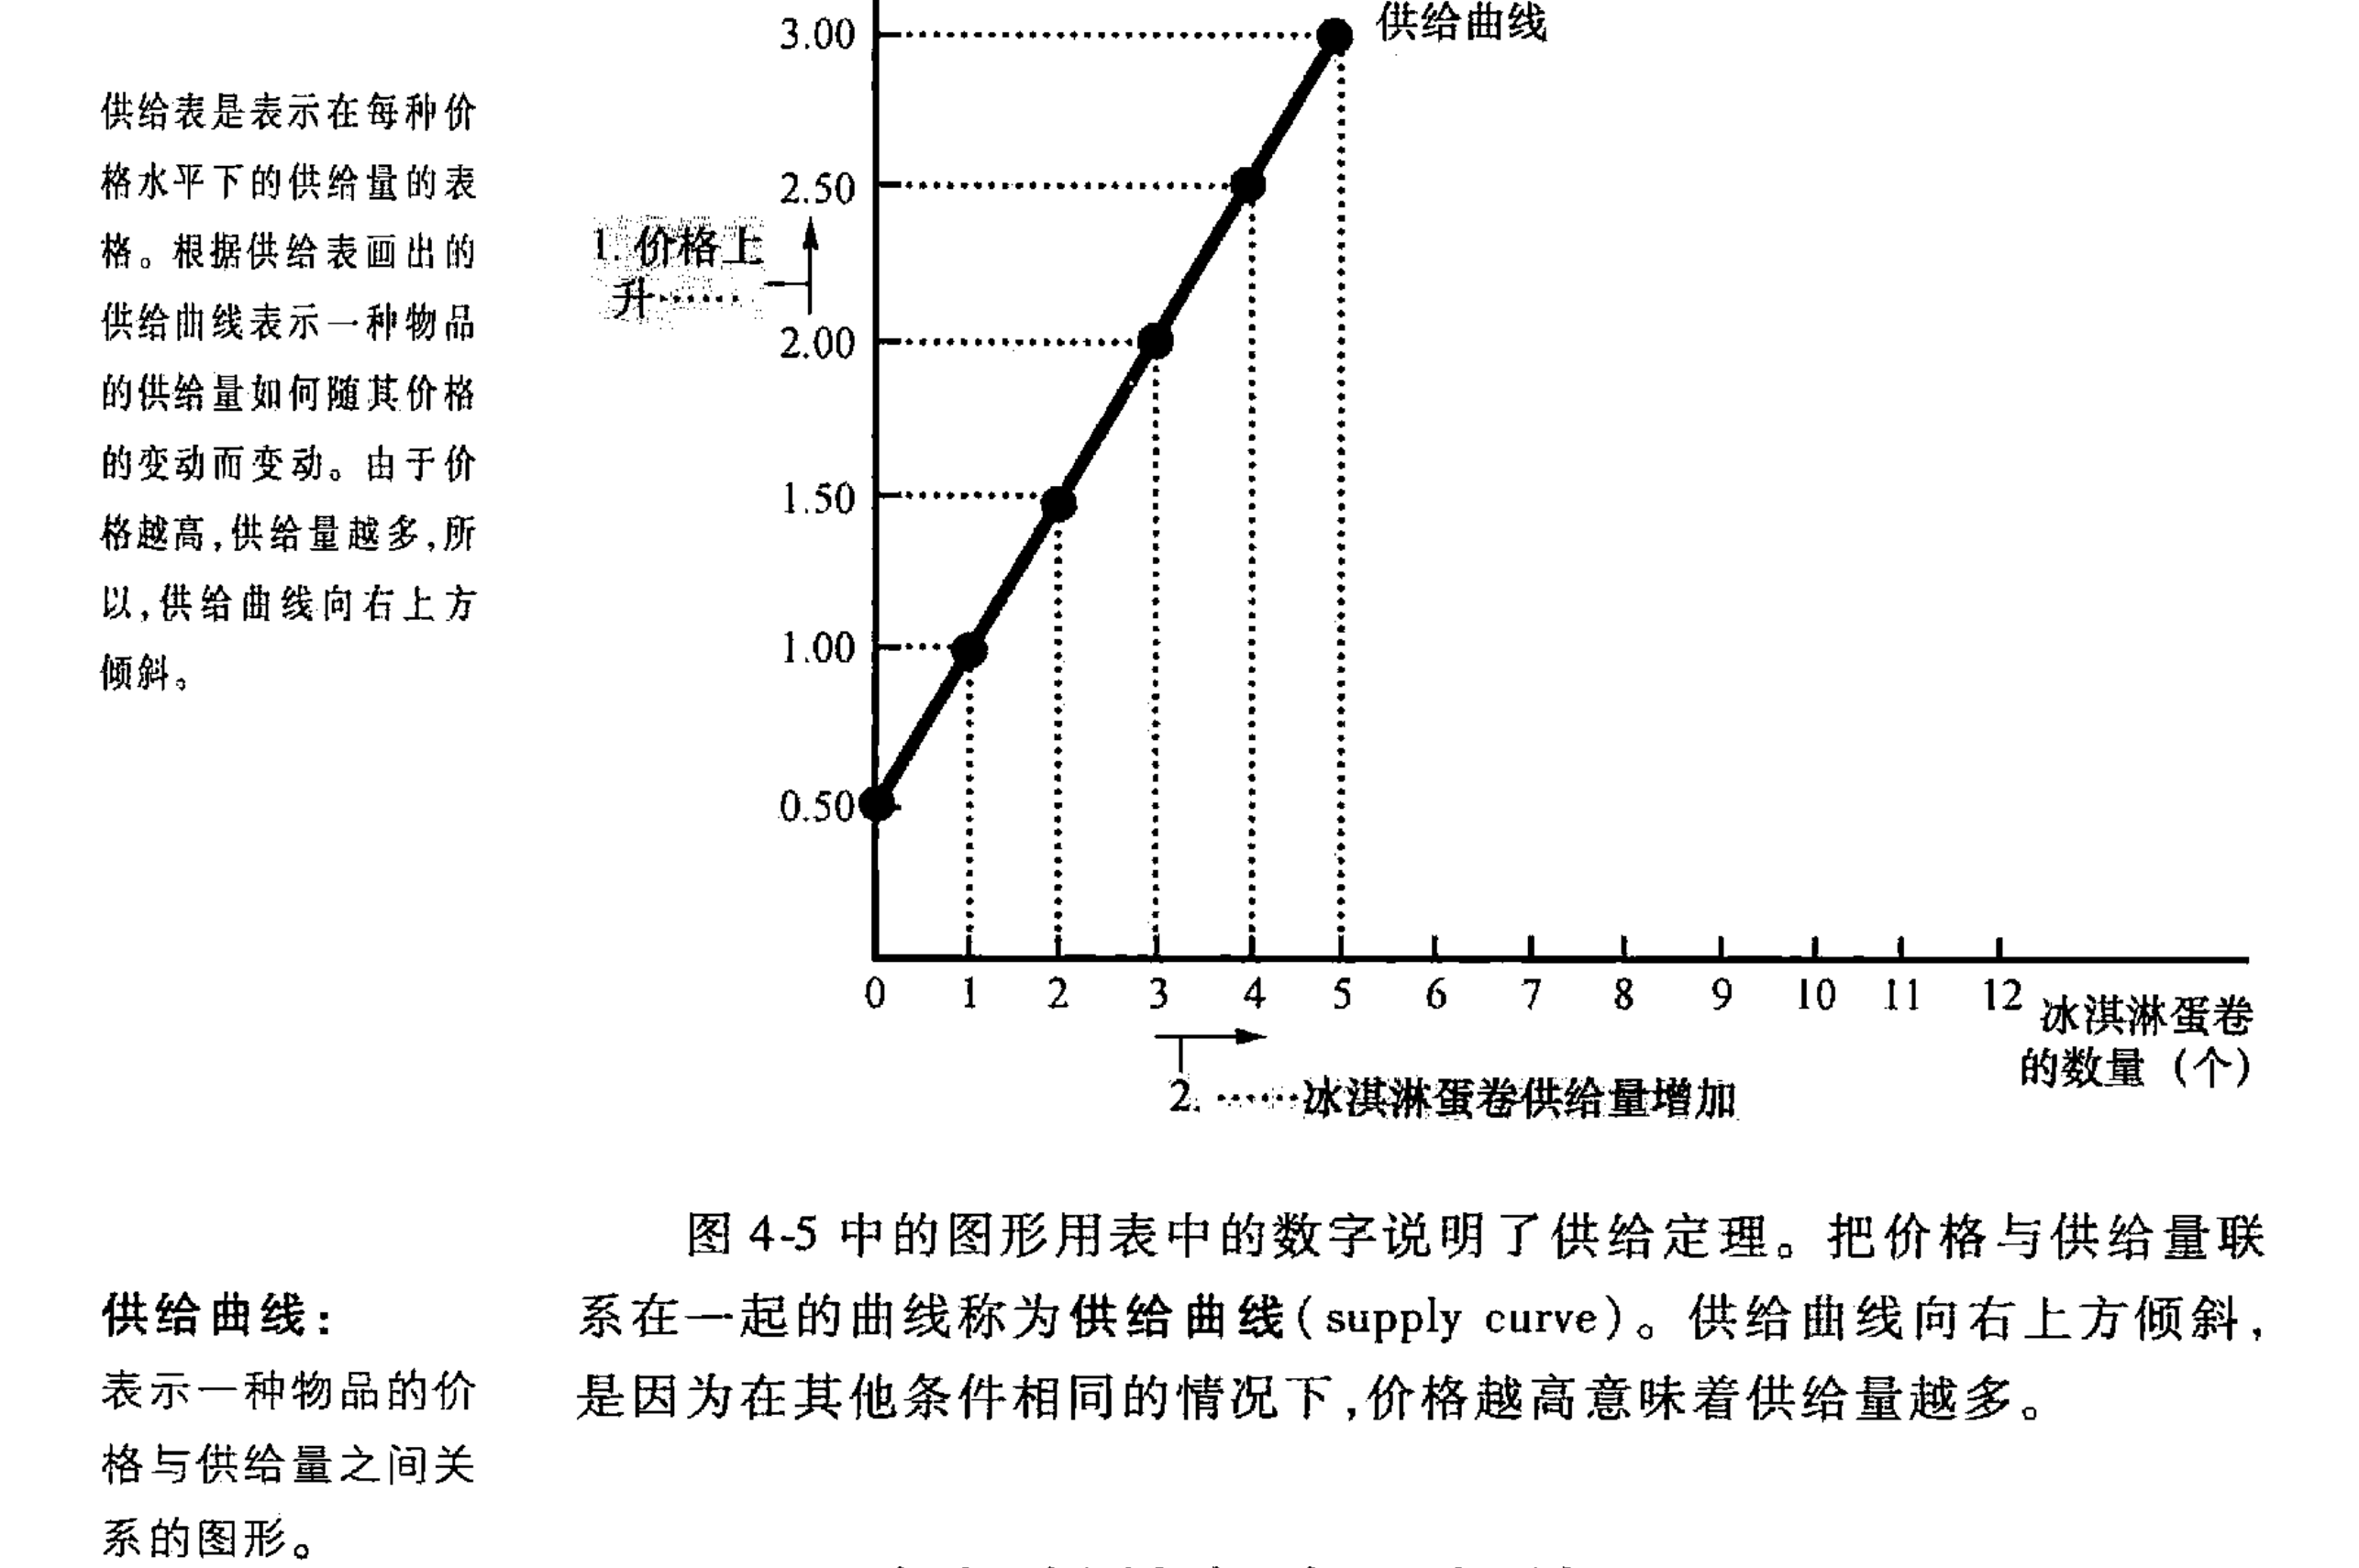 3.00
供给曲线
供给表是表示在每种价
格水平下的供给量的表
格。根据供给表画出的
供给曲线表示一种物品
的供给量如何随其价格
的变动而变动。由于价
格越高,供给量越多,所
以,供给曲线向右上方
倾斜。
2.50
1. 价格上
升……
2.00
1.50
1.00
0.50
0 1 2 3 4 5 6 7 8 9 10 11 12
冰淇淋蛋卷
的数量（个）
2. ……冰淇淋蛋卷供给量增加
图 4-5 中的图形用表中的数字说明了供给定理。把价格与供给量联
系在一起的曲线称为供给曲线(supply curve)。供给曲线向右上方倾斜,
是因为在其他条件相同的情况下,价格越高意味着供给量越多。
供给曲线:
表示一种物品的价
格与供给量之间关
系的图形。